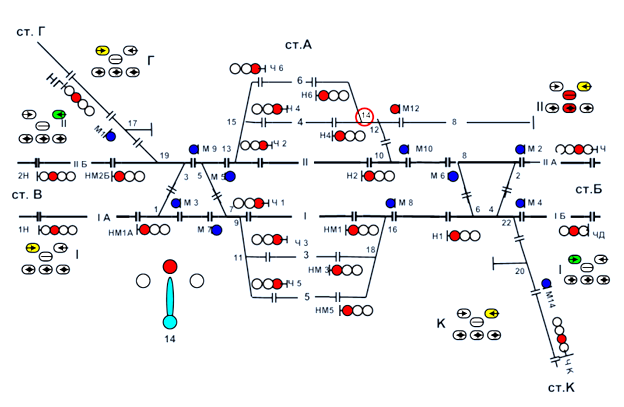 ст. Г
ст.А
Г
Ч 6
6
НГ
Н6
14
М12
II
Н 4
II
М1
17
15
4
Н4
12
8
М 9
Ч 2
М10
М 2
Ч
19
II Б
НМ2Б
2Н
3
5
М 5
13
II
Н2
10
М 6
8
2
II А
ст. В
ст.Б
М 3
Ч 1
М 8
М 4
I А
1
7
I
6
4
I Б
1Н
НМ1А
М 7
9
НМ1
16
Н1
22
ЧД
I
Ч 3
11
3
18
НМ 3
20
I
Ч 5
5
НМ5
М14
К
14
Ч К
ст.К